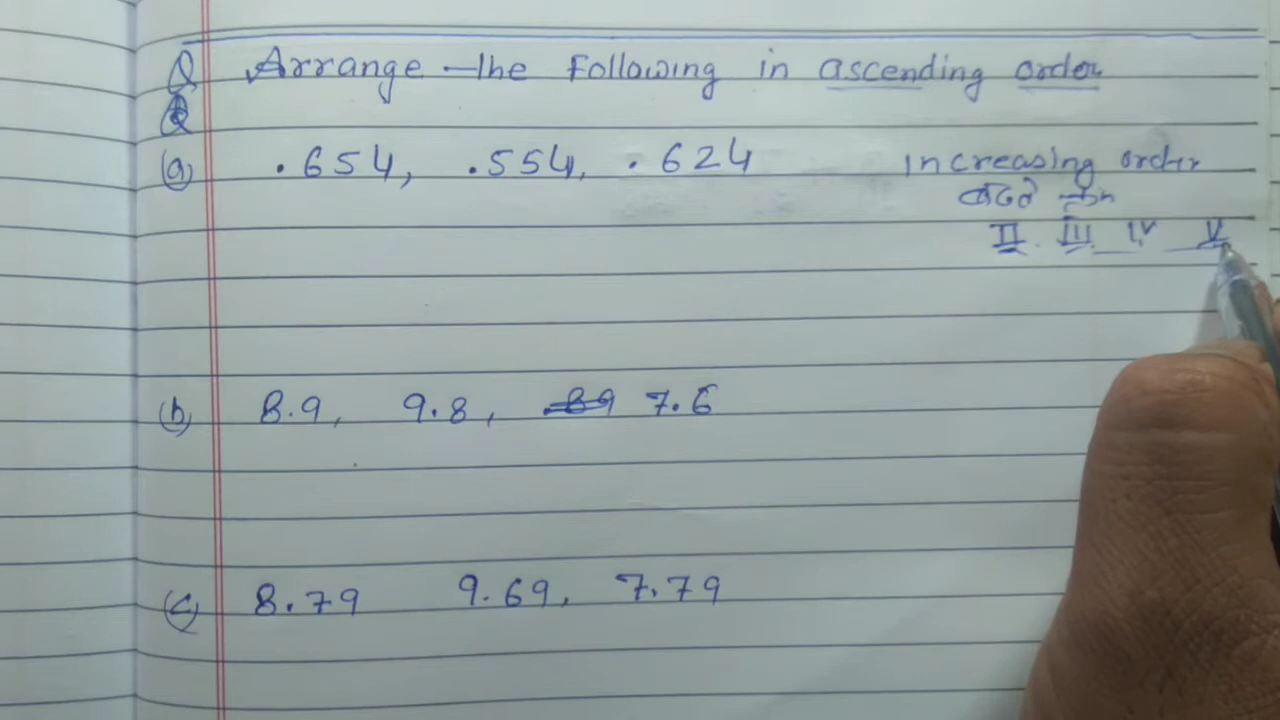 Q Arrange the Following in ascending order
(a) .654, .554, .624 increasing order
II III IV V
(b) 8.9, 9.8, 7.6
(c) 8.79 9.69, 7.79